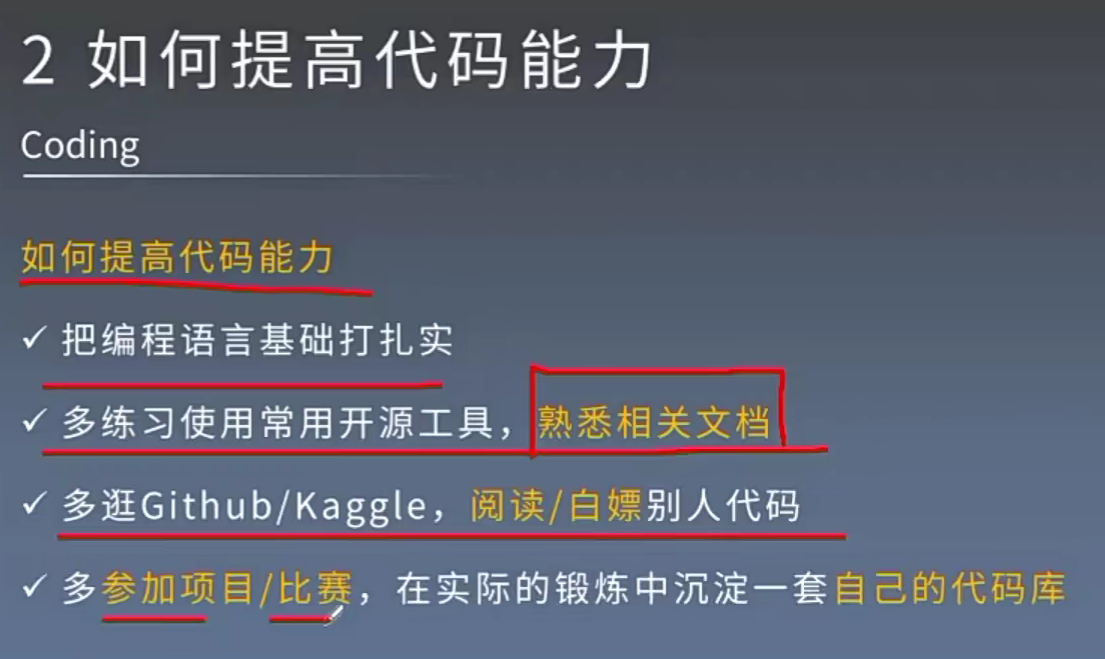 2 如何提高代码能力
Coding
如何提高代码能力
✓ 把编程语言基础打扎实
✓ 多练习使用常用开源工具，熟悉相关文档
✓ 多逛Github/Kaggle，阅读/白嫖别人代码
✓ 多参加项目/比赛，在实际的锻炼中沉淀一套自己的代码库